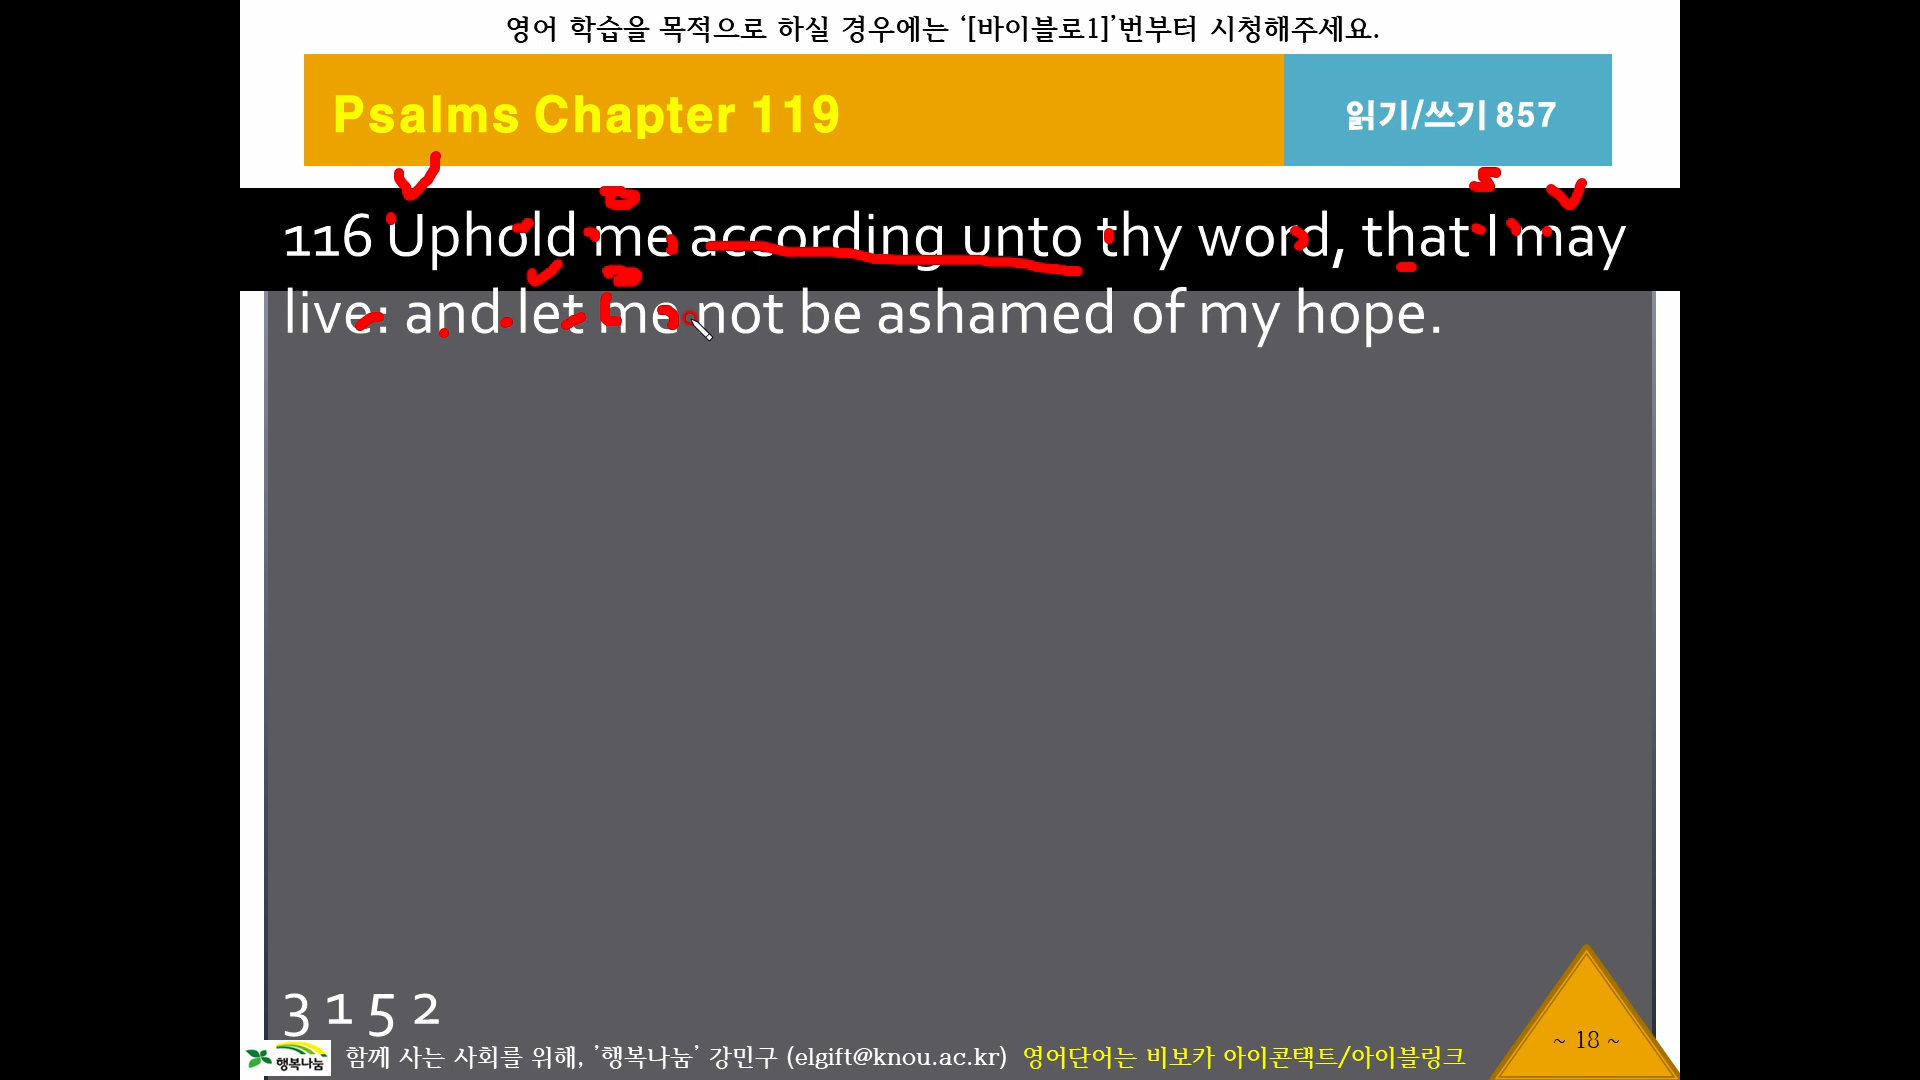 영어 학습을 목적으로 하실 경우에는 ‘[바이블로1]’번부터 시청해주세요.
Psalms Chapter 119
읽기/쓰기 857
116 Uphold me according unto thy word, that I may
live: and let me not be ashamed of my hope.
3 1 5 2
~ 18 ~
행복나눔 함께 사는 사회를 위해, ’행복나눔’ 강민구 (elgift@knou.ac.kr) 영어단어는 비보카 아이콘택트/아이블링크